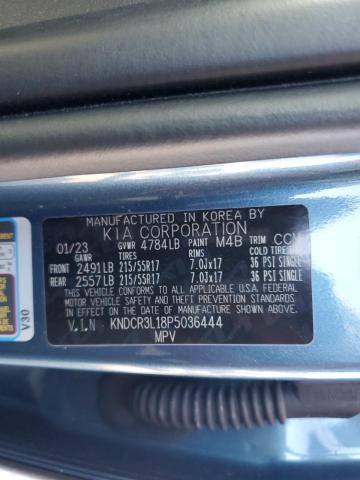 MANUFACTURED IN KOREA BY
KIA CORPORATION
01/23 GVWR 4784LB PAINT M4B TRIM CCV
GAWR TIRES RIMS COLD TIRE
FRONT 2491LB 215/55R17 7.0Jx17 36 PSI SINGLE
REAR 2557LB 215/55R17 7.0Jx17 36 PSI SINGLE
THIS VEHICLE CONFORMS TO ALL APPLICABLE U.S.A. FEDERAL
MOTOR VEHICLE SAFETY AND THEFT PREVENTION STANDARDS
IN EFFECT ON THE DATE OF MANUFACTURE SHOWN ABOVE.
V.I.N KNDCR3L18P5036444
MPV
V30